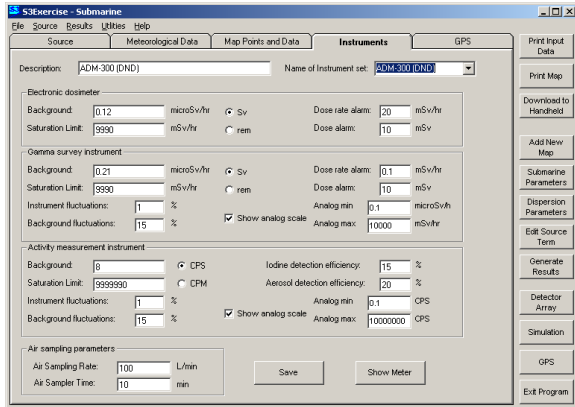 S3Exercise - Submarine
File Source Results Utlities Help
Source Meteorological Data Map Points and Data Instruments GPS
Description: ADM-300 (DND) Name of Instrument set: ADM-300 (DND)
Electronic dosimeter
Background: 0.12 microSv/hr Sv Dose rate alarm: 20 mSv/hr
Saturation Limit: 9990 mSv/hr rem Dose alarm: 10 mSv
Gamma survey instrument
Background: 0.21 microSv/hr Sv Dose rate alarm: 0.1 mSv/hr
Saturation Limit: 9990 mSv/hr rem Dose alarm: 10 mSv
Instrument fluctuations: 1 % Show analog scale Analog min 0.1 microSv/h
Background fluctuations: 15 % Analog max 10000 mSv/hr
Activity measurement instrument
Background: 8 CPS Iodine detection efficiency: 15 %
Saturation Limit: 9999990 CPM Aerosol detection efficiency: 20 %
Instrument fluctuations: 1 % Show analog scale Analog min 0.1 CPS
Background fluctuations: 15 % Analog max 10000000 CPS
Air sampling parameters
Air Sampling Rate: 100 L/min
Air Sampler Time: 10 min
Save Show Meter
Print Input
Data
Print Map
Download to
Handheld
Add New
Map
Submarine
Parameters
Dispersion
Parameters
Edit Source
Term
Generate
Results
Detector
Array
Simulation
GPS
Exit Program